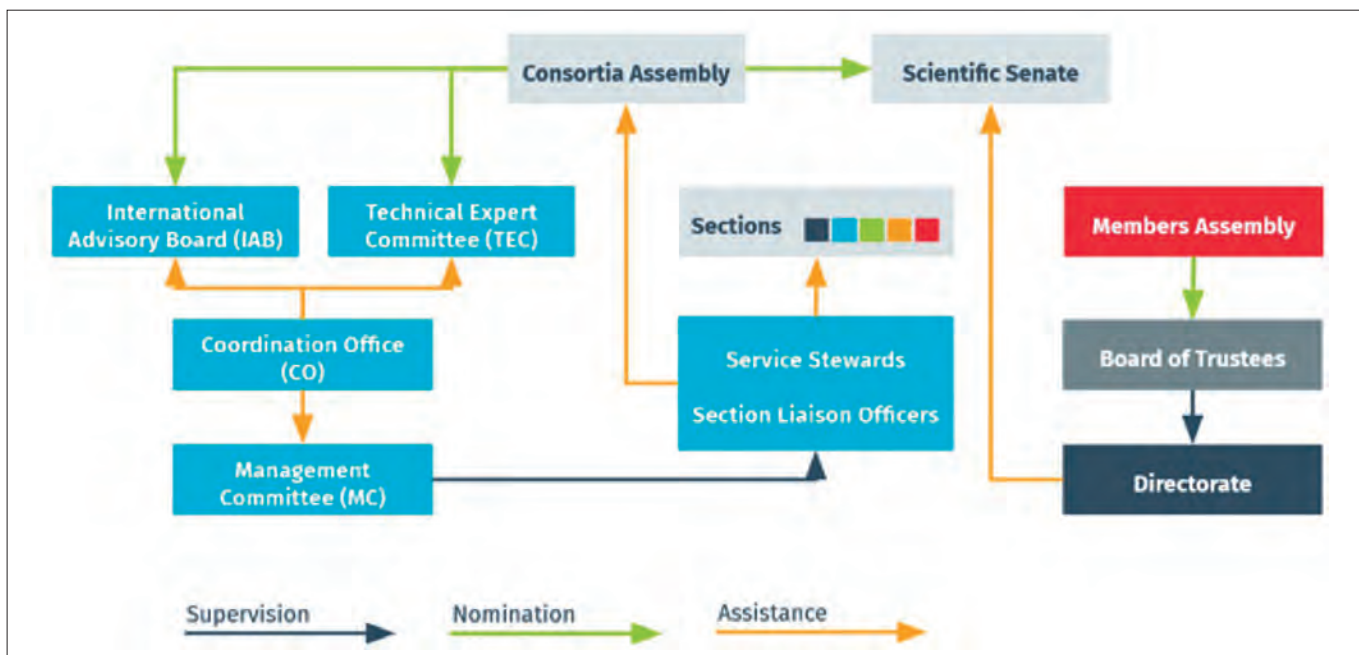 Consortia Assembly
Scientific Senate
International
Advisory Board (IAB)
Technical Expert
Committee (TEC)
Sections
Members Assembly
Coordination Office
(CO)
Service Stewards
Section Liaison Officers
Board of Trustees
Management
Committee (MC)
Directorate
Supervision
Nomination
Assistance